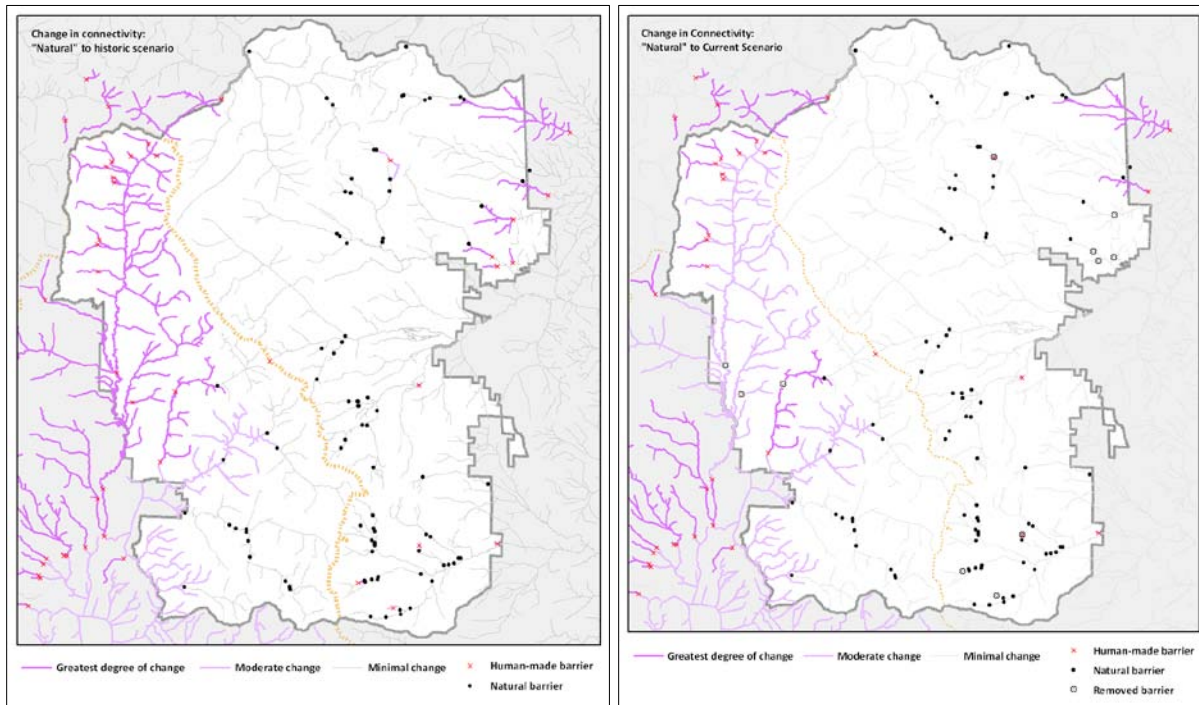 Change in connectivity:
"Natural" to historic scenario
Greatest degree of change
Moderate change
Minimal change
Human-made barrier
Natural barrier
Change in Connectivity:
"Natural" to Current Scenario
Greatest degree of change
Moderate change
Minimal change
Human-made barrier
Natural barrier
Removed barrier